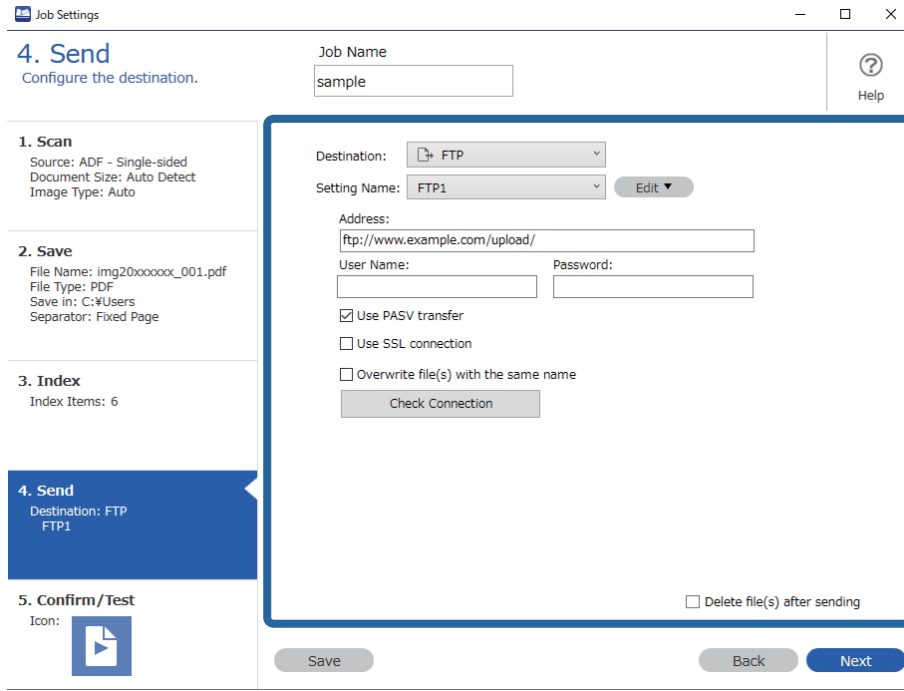 Job Settings
4. Send
Configure the destination.
Job Name
sample
Help
1. Scan
Source: ADF - Single-sided
Document Size: Auto Detect
Image Type: Auto
2. Save
File Name: img20xxxxxx_001.pdf
File Type: PDF
Save in: C:¥Users
Separator: Fixed Page
3. Index
Index Items: 6
4. Send
Destination: FTP
FTP1
5. Confirm/Test
Icon:
Destination: FTP
Setting Name: FTP1 Edit
Address:
ftp://www.example.com/upload/
User Name: Password:
Use PASV transfer
Use SSL connection
Overwrite file(s) with the same name
Check Connection
Delete file(s) after sending
Save Back Next